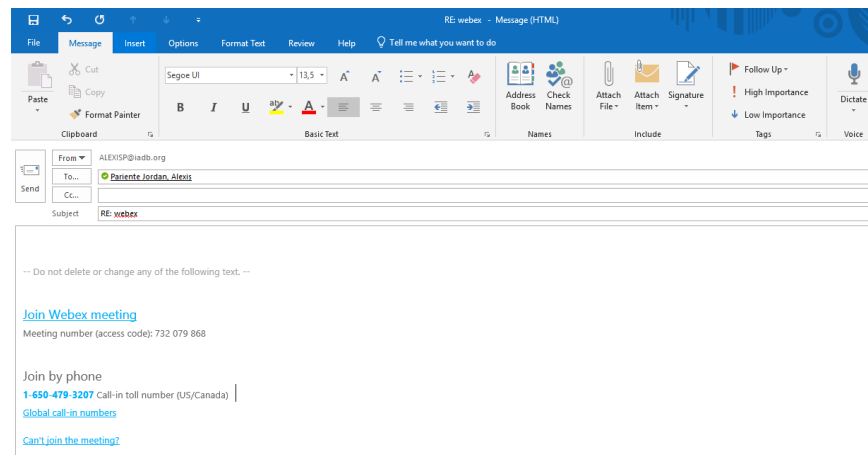 RE: webex - Message (HTML)
File Message Insert Options Format Text Review Help Tell me what you want to do
Paste
Cut
Copy
Format Painter
Clipboard
Segoe UI 13,5 A A
B I U aby A
Basic Text
Address Book
Check Names
Names
Attach File
Attach Item
Signature
Include
Follow Up
High Importance
Low Importance
Tags
Dictate
Voice
Send
From ALEXISP@iadb.org
To... Pariente Jordan, Alexis
Cc...
Subject RE: webex
-- Do not delete or change any of the following text. --
Join Webex meeting
Meeting number (access code): 732 079 868
Join by phone
1-650-479-3207 Call-in toll number (US/Canada)
Global call-in numbers
Can't join the meeting?